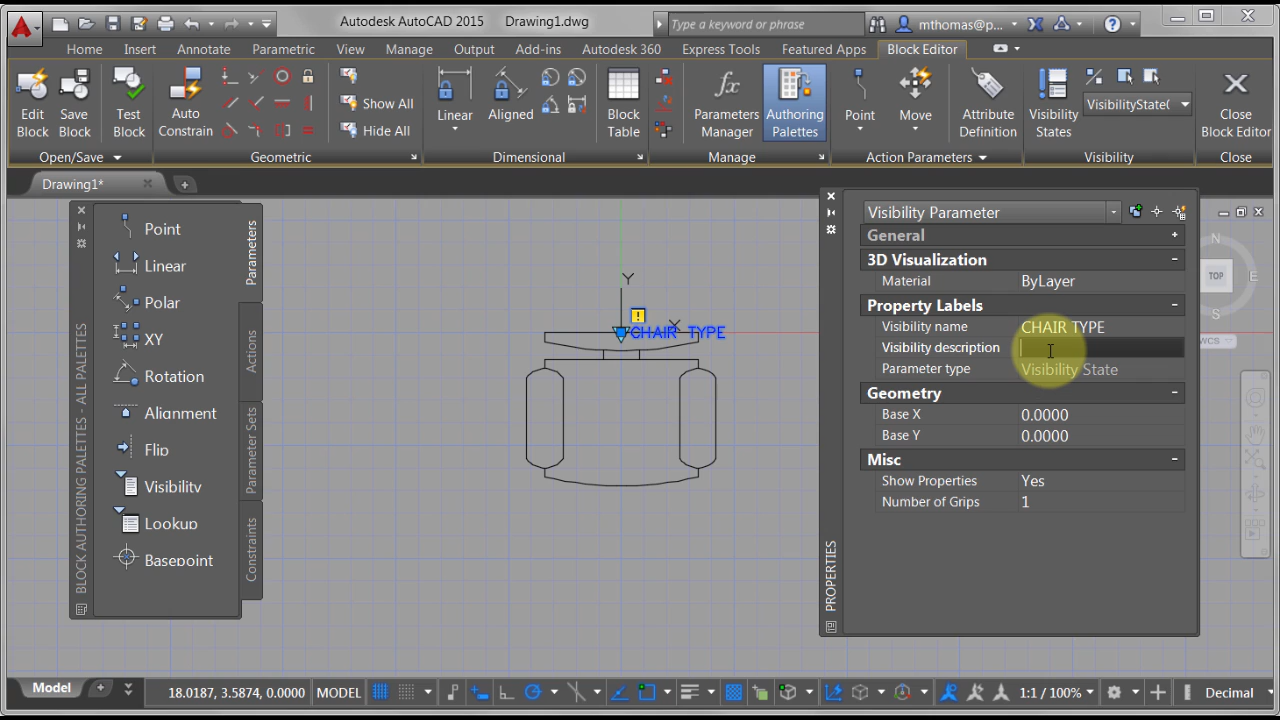 Autodesk AutoCAD 2015 Drawing1.dwg
Type a keyword or phrase
mthomas@p...
Home Insert Annotate Parametric View Manage Output Add-ins Autodesk 360 Express Tools Featured Apps Block Editor
Edit Block
Save Block
Test Block
Auto Constrain
Show All
Hide All
Linear
Aligned
Block Table
Parameters Manager
Authoring Palettes
Point
Move
Attribute Definition
Visibility States
VisibilityState(
Close Block Editor
Open/Save Geometric Dimensional Manage Action Parameters Visibility Close
Drawing1*
BLOCK AUTHORING PALETTES - ALL PALETTES
Point
Linear
Polar
XY
Rotation
Alignment
Flip
Visibility
Lookup
Basepoint
Parameters
Actions
Parameter Sets
Constraints
Y
X
CHAIR TYPE
PROPERTIES
Visibility Parameter
General
3D Visualization
Material ByLayer
Property Labels
Visibility name CHAIR TYPE
Visibility description
Parameter type Visibility State
Geometry
Base X 0.0000
Base Y 0.0000
Misc
Show Properties Yes
Number of Grips 1
N
TOP
E
S
WCS
Model
18.0187, 3.5874, 0.0000 MODEL
1:1 / 100%
Decimal